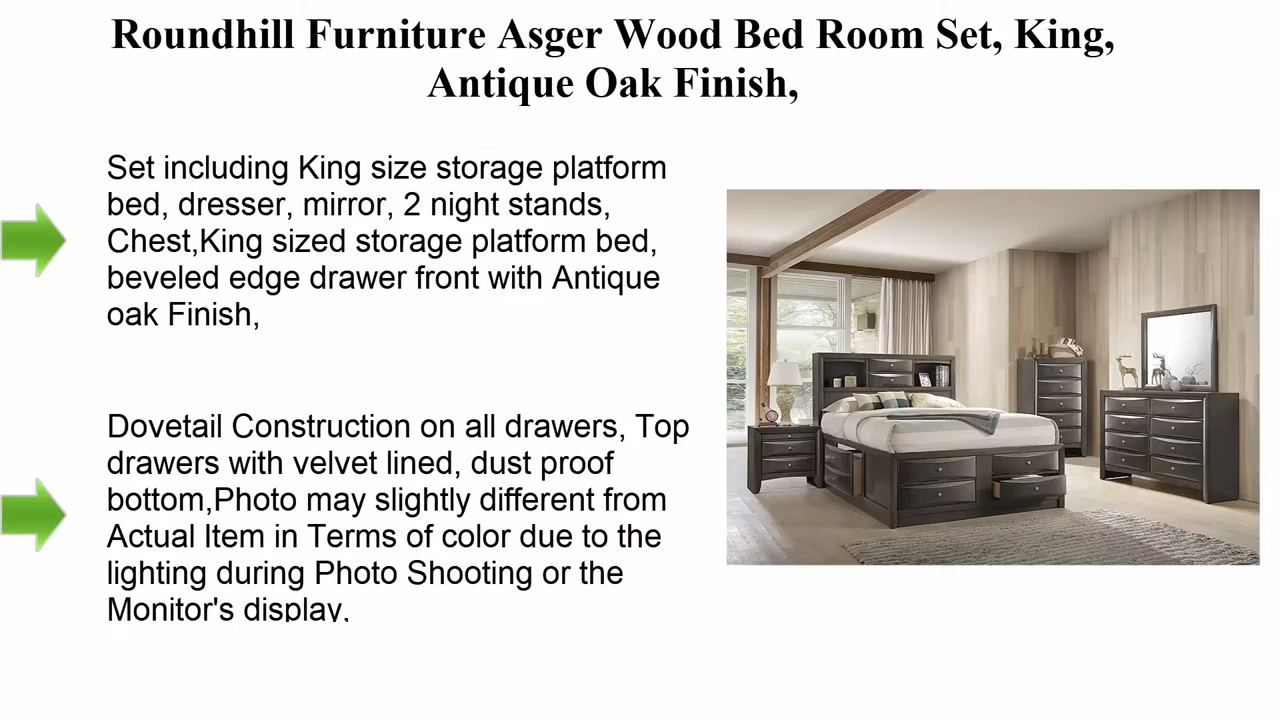 Roundhill Furniture Asger Wood Bed Room Set, King,
Antique Oak Finish,
Set including King size storage platform
bed, dresser, mirror, 2 night stands,
Chest,King sized storage platform bed,
beveled edge drawer front with Antique
oak Finish,
Dovetail Construction on all drawers, Top
drawers with velvet lined, dust proof
bottom,Photo may slightly different from
Actual Item in Terms of color due to the
lighting during Photo Shooting or the
Monitor's display,